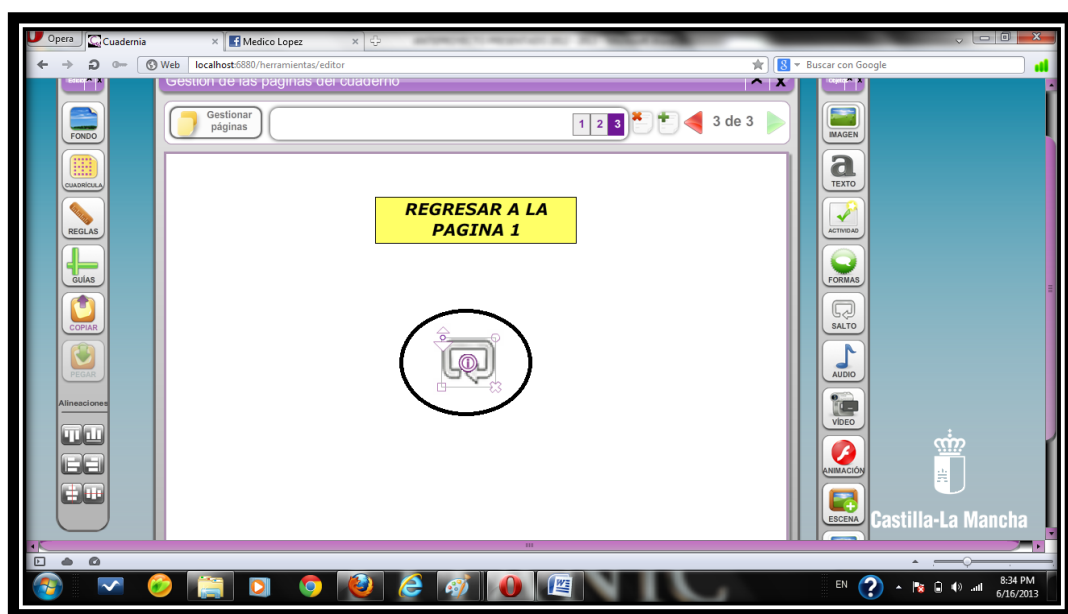 Opera
Cuadernia
Medico Lopez
Web
localhost:6880/herramientas/editor
Buscar con Google
Gestion de las páginas del cuaderno
X
X
X
Gestionar
páginas
1 2 3
3 de 3
FONDO
CUADRÍCULA
REGLAS
GUÍAS
COPIAR
PEGAR
Alineaciones
REGRESAR A LA
PAGINA 1
IMAGEN
a
TEXTO
ACTIVIDAD
FORMAS
SALTO
AUDIO
VÍDEO
ANIMACIÓN
ESCENA
Castilla-La Mancha
EN
8:34 PM
6/16/2013